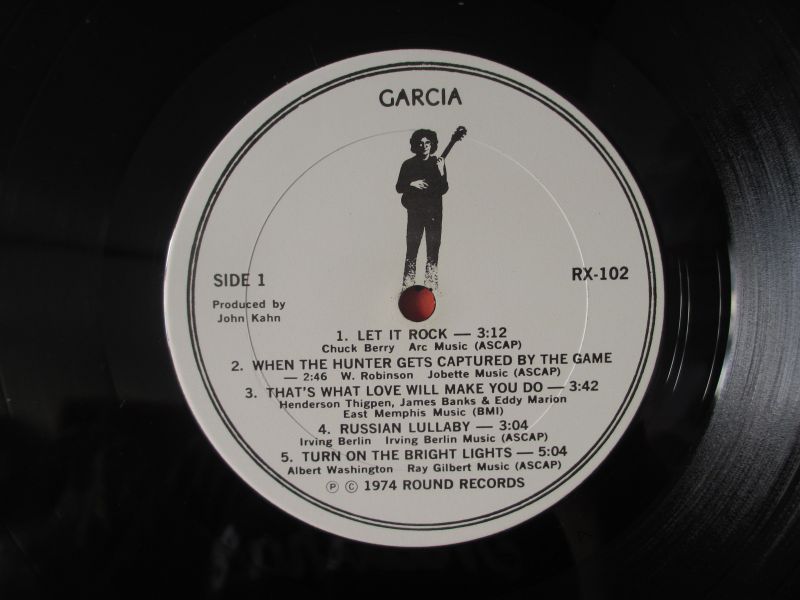 GARCIA
SIDE 1
RX-102
Produced by
John Kahn
1. LET IT ROCK — 3:12
Chuck Berry Arc Music (ASCAP)
2. WHEN THE HUNTER GETS CAPTURED BY THE GAME
— 2:46 W. Robinson Jobette Music (ASCAP)
3. THAT'S WHAT LOVE WILL MAKE YOU DO — 3:42
Henderson Thigpen, James Banks & Eddy Marion
East Memphis Music (BMI)
4. RUSSIAN LULLABY — 3:04
Irving Berlin Irving Berlin Music (ASCAP)
5. TURN ON THE BRIGHT LIGHTS — 5:04
Albert Washington Ray Gilbert Music (ASCAP)
℗ © 1974 ROUND RECORDS